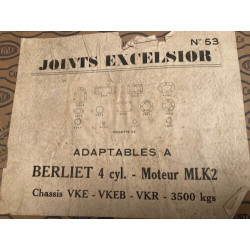 N° 53
JOINTS EXCELSIOR
ADAPTABLES A
BERLIET 4 cyl. - Moteur MLK2
Chassis VKE - VKEB - VKR - 3500 kgs